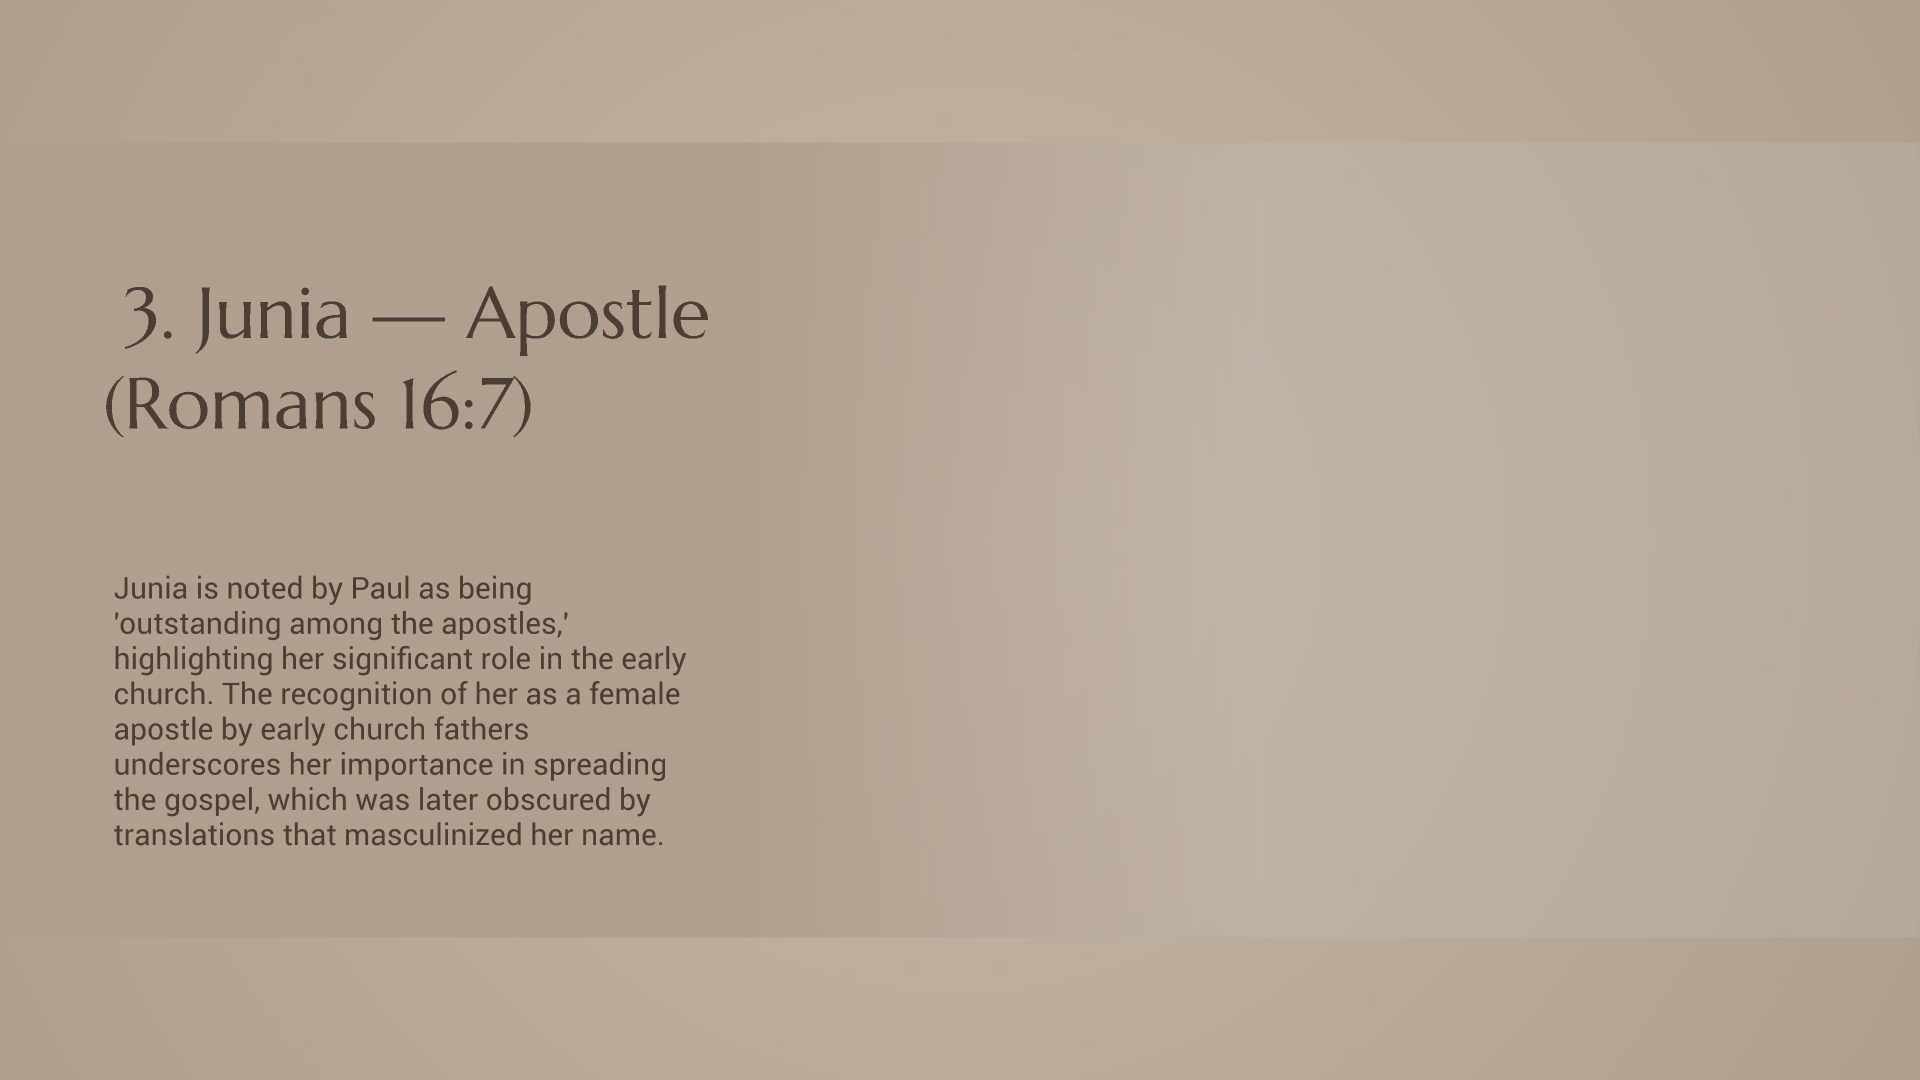 3. Junia — Apostle
(Romans 16:7)
Junia is noted by Paul as being
'outstanding among the apostles,'
highlighting her significant role in the early
church. The recognition of her as a female
apostle by early church fathers
underscores her importance in spreading
the gospel, which was later obscured by
translations that masculinized her name.